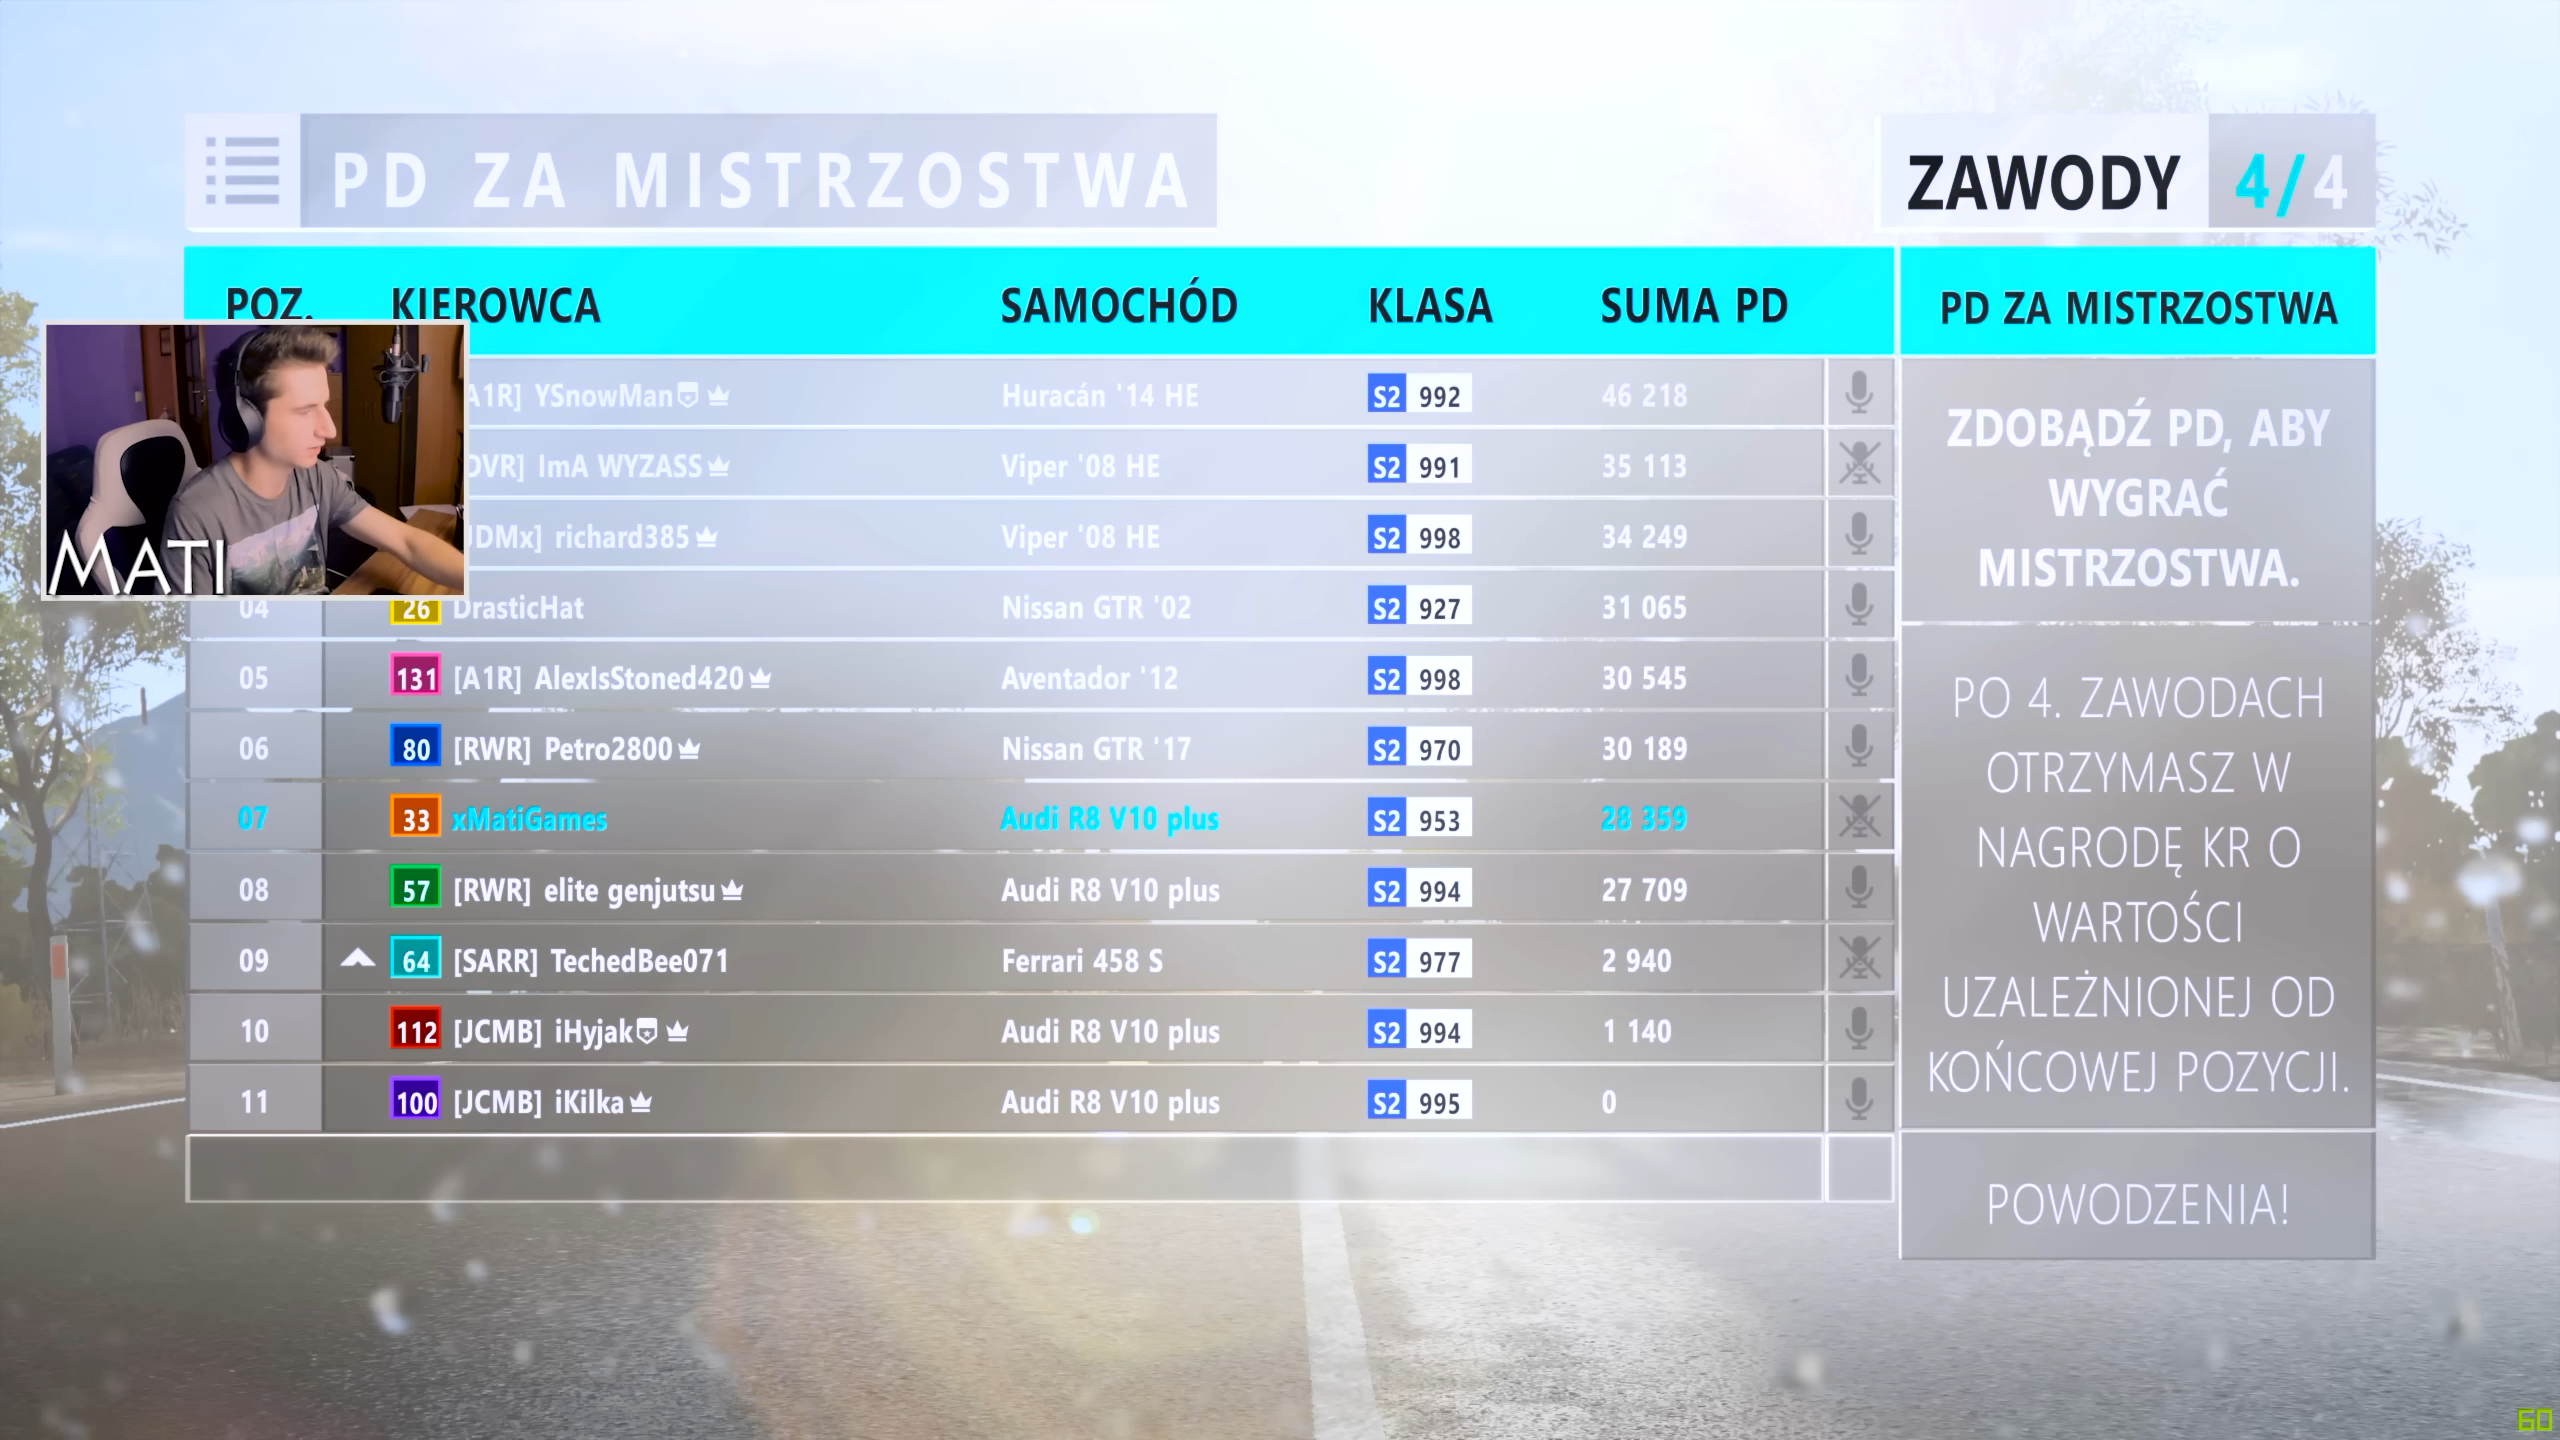 PD ZA MISTRZOSTWA
ZAWODY 4/4
POZ. KIEROWCA SAMOCHÓD KLASA SUMA PD
A1R] YSnowMan Huracán '14 HE S2 992 46 218
DVR] ImA WYZASS Viper '08 HE S2 991 35 113
DMx] richard385 Viper '08 HE S2 998 34 249
04 26 DrasticHat Nissan GTR '02 S2 927 31 065
05 131 [A1R] AlexIsStoned420 Aventador '12 S2 998 30 545
06 80 [RWR] Petro2800 Nissan GTR '17 S2 970 30 189
07 33 xMatiGames Audi R8 V10 plus S2 953 28 359
08 57 [RWR] elite genjutsu Audi R8 V10 plus S2 994 27 709
09 64 [SARR] TechedBee071 Ferrari 458 S S2 977 2 940
10 112 [JCMB] iHyjak Audi R8 V10 plus S2 994 1 140
11 100 [JCMB] iKilka Audi R8 V10 plus S2 995 0
MATI
PD ZA MISTRZOSTWA
ZDOBĄDŹ PD, ABY
WYGRAĆ
MISTRZOSTWA.
PO 4. ZAWODACH
OTRZYMASZ W
NAGRODĘ KR O
WARTOŚCI
UZALEŻNIONEJ OD
KOŃCOWEJ POZYCJI.
POWODZENIA!
60